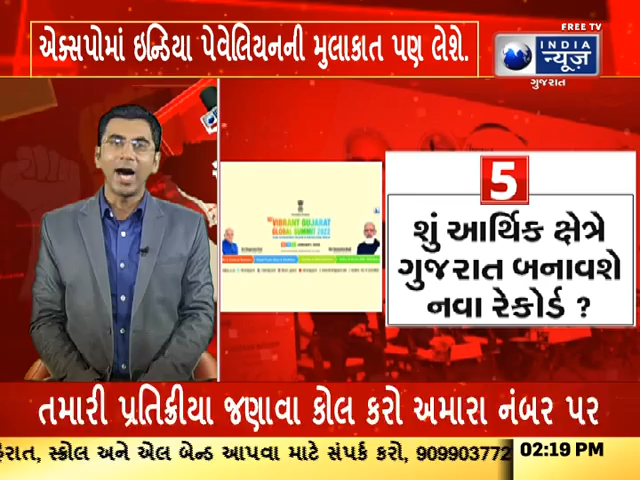 એક્સપોમાં ઇન્ડિયા પેવેલિયનની મુલાકાત પણ લેશે.
FREE TV
INDIA
न्यूज़
ગુજરાત
VIBRANT GUJARAT
GLOBAL SUMMIT 2022
5
શું આર્થિક ક્ષેત્રે
ગુજરાત બનાવશે
નવા રેકોર્ડ ?
તમારી પ્રતિક્રીયા જણાવા કોલ કરો અમારા નંબર પર
હેરાત, સ્ક્રોલ અને એલ બેન્ડ આપવા માટે સંપર્ક કરો, 909903772
02:19 PM